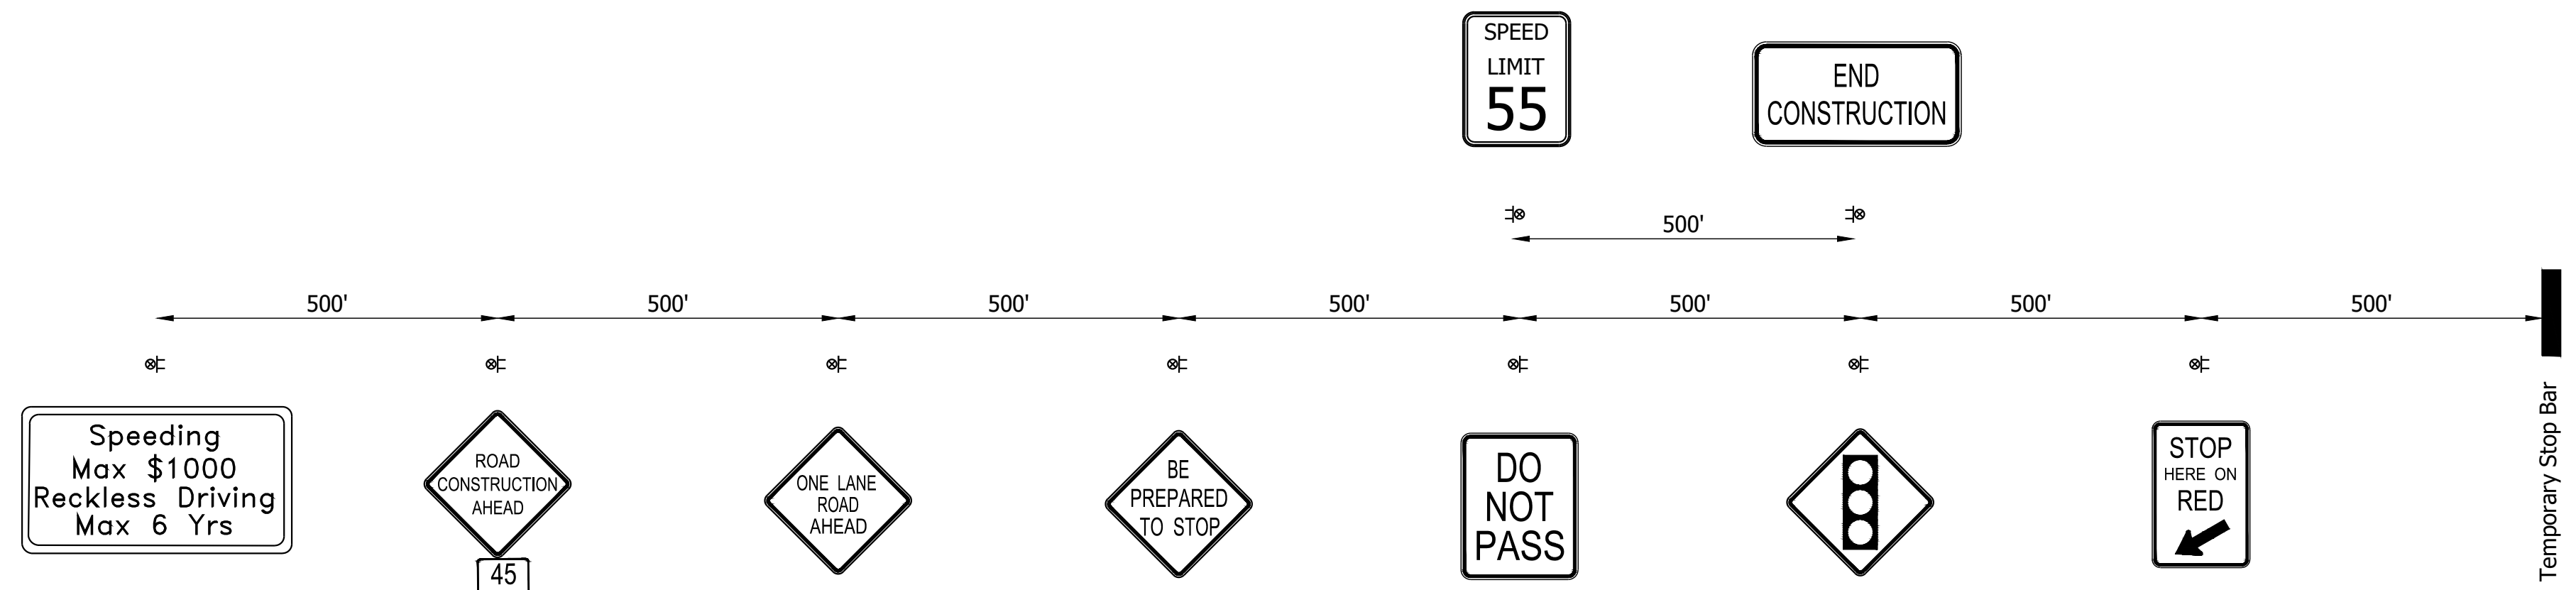 SPEED
LIMIT
55
END
CONSTRUCTION
500'
500'
500'
500'
500'
500'
500'
500'
Speeding
Max $1000
Reckless Driving
Max 6 Yrs
ROAD
CONSTRUCTION
AHEAD
45
ONE LANE
ROAD
AHEAD
BE
PREPARED
TO STOP
DO
NOT
PASS
STOP
HERE ON
RED
Temporary Stop Bar